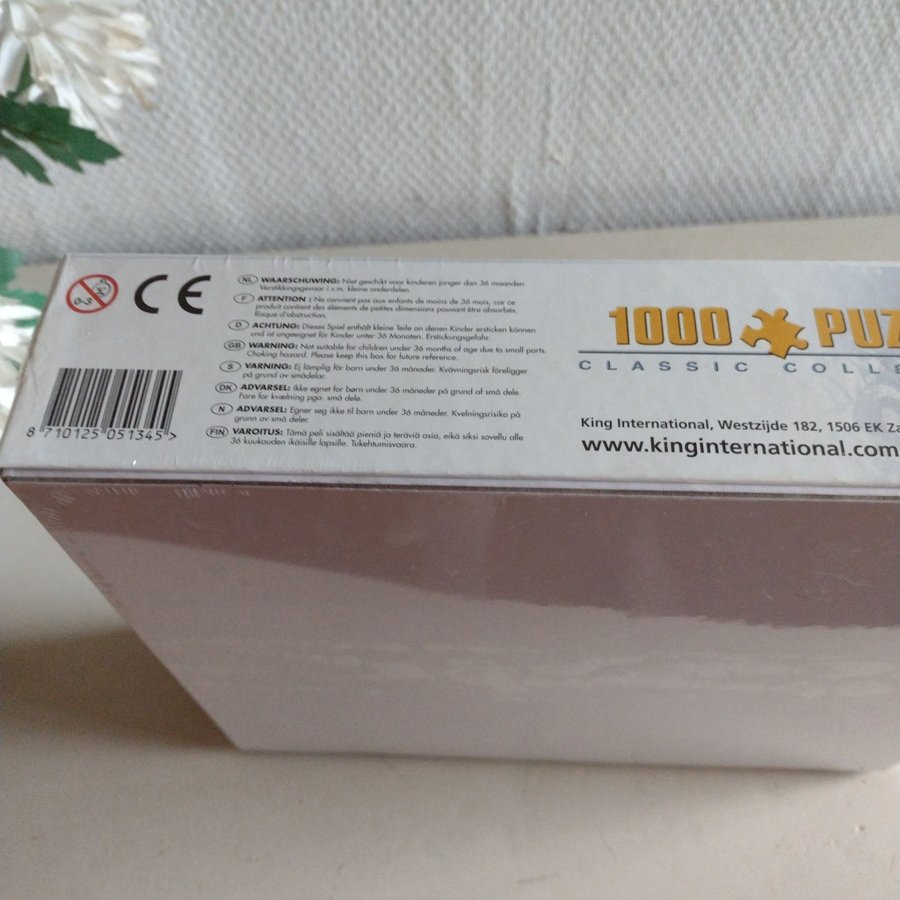 0-3
CE
NL WAARSCHUWING: Niet geschikt voor kinderen jonger dan 36 maanden.
Verstikkingsgevaar i.v.m. kleine onderdelen.
F ATTENTION : Ne convient pas aux enfants de moins de 36 mois, car ce
produit contient des éléments de petites dimensions pouvant être absorbés.
Risque d'obstruction.
D ACHTUNG: Dieses Spiel enthält kleine Teile an denen Kinder ersticken können
und ist ungeeignet für Kinder unter 36 Monaten. Erstickungsgefahr.
GB WARNING: Not suitable for children under 36 months of age due to small parts.
Choking hazard. Please keep this box for future reference.
S VARNING: Ej lämplig för barn under 36 månader. Kvävningsrisk föreligger
på grund av smådelar.
DK ADVARSEL: Ikke egnet for børn under 36 måneder på grund af små dele.
Fare for kvælning pga. små dele.
N ADVARSEL: Egner seg ikke til barn under 36 måneder. Kvelningsrisiko på
grunn av små deler.
FIN VAROITUS: Tämä peli sisältää pieniä ja teräviä osia, eikä siksi sovellu alle
36 kuukauden ikäisille lapsille. Tukehtumisvaara.
8 710125 051345 >
1000 PUZ
CLASSIC COLLE
King International, Westzijde 182, 1506 EK Za
www.kinginternational.com